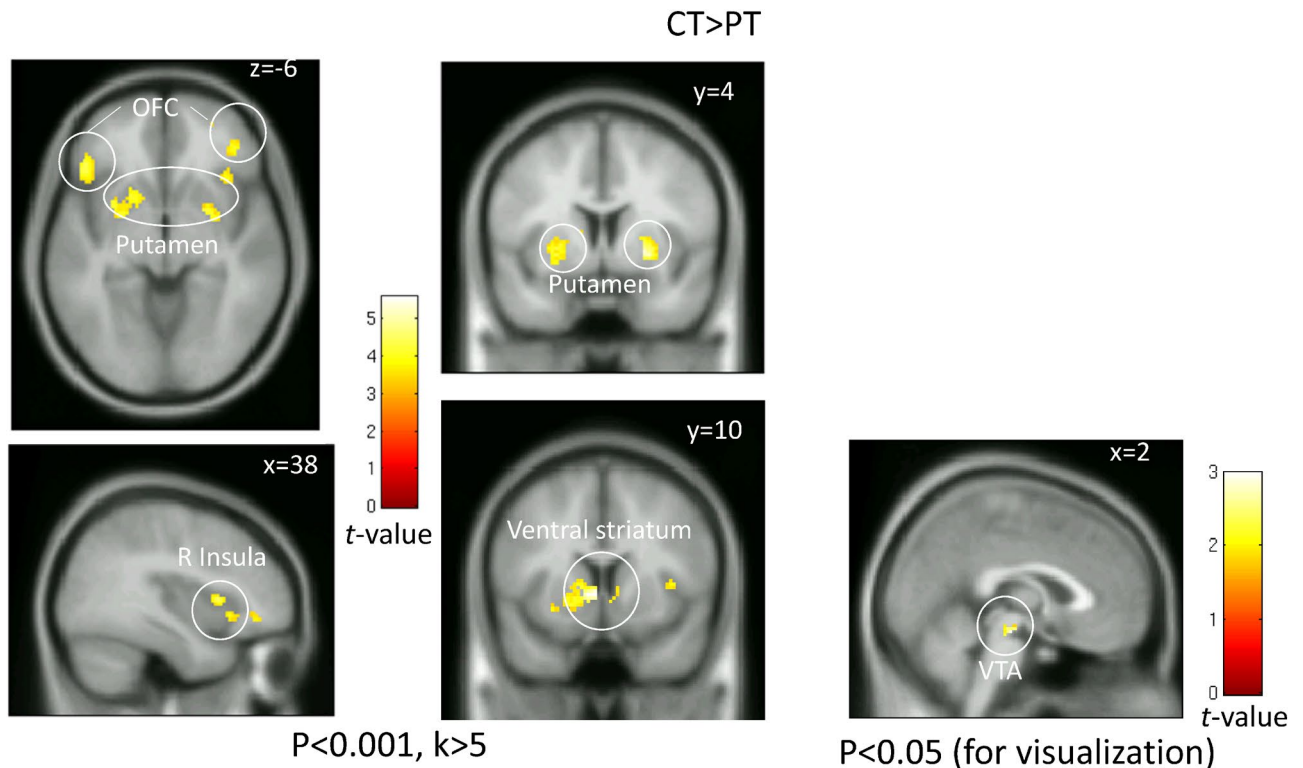 CT>PT
z=-6
OFC
Putamen
y=4
Putamen
5
4
3
2
1
0
t-value
x=38
R Insula
y=10
Ventral striatum
x=2
VTA
3
2
1
0
t-value
P<0.001, k>5
P<0.05 (for visualization)